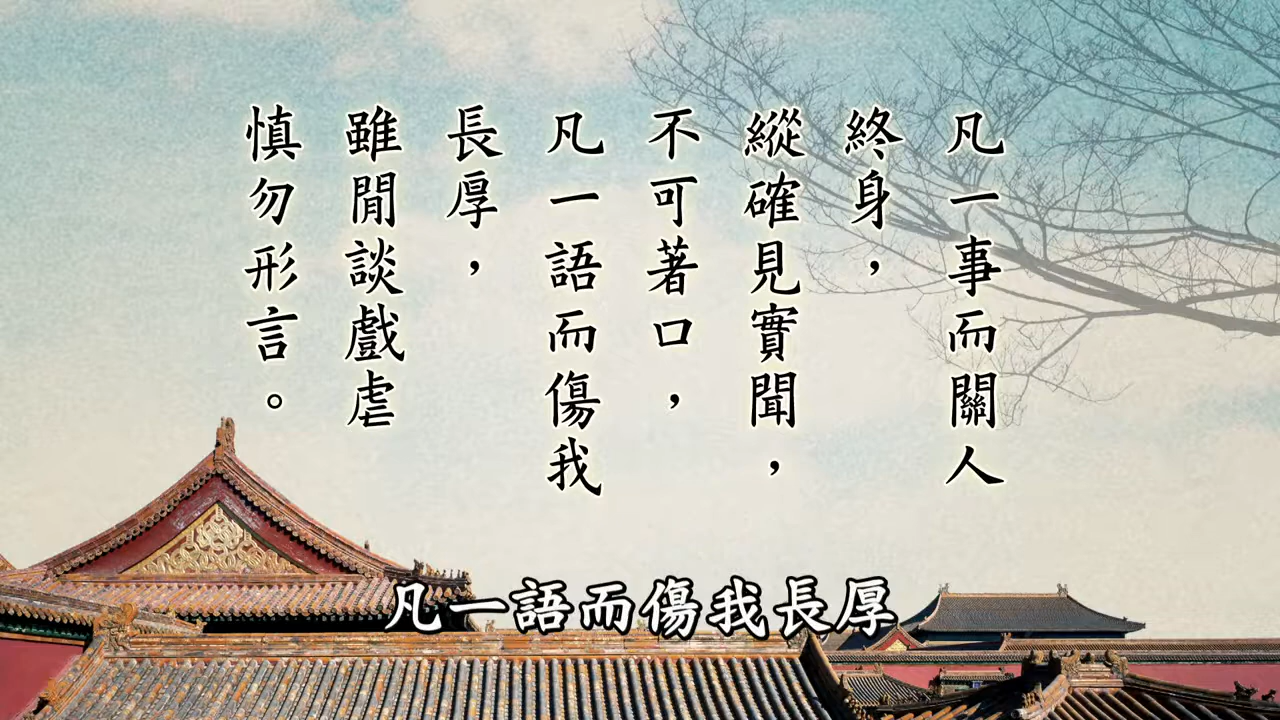 凡一事而關人
終身，
縱確見實聞，
不可著口，
凡一語而傷我
長厚，
雖閒談戲虐
慎勿形言。
凡一語而傷我長厚